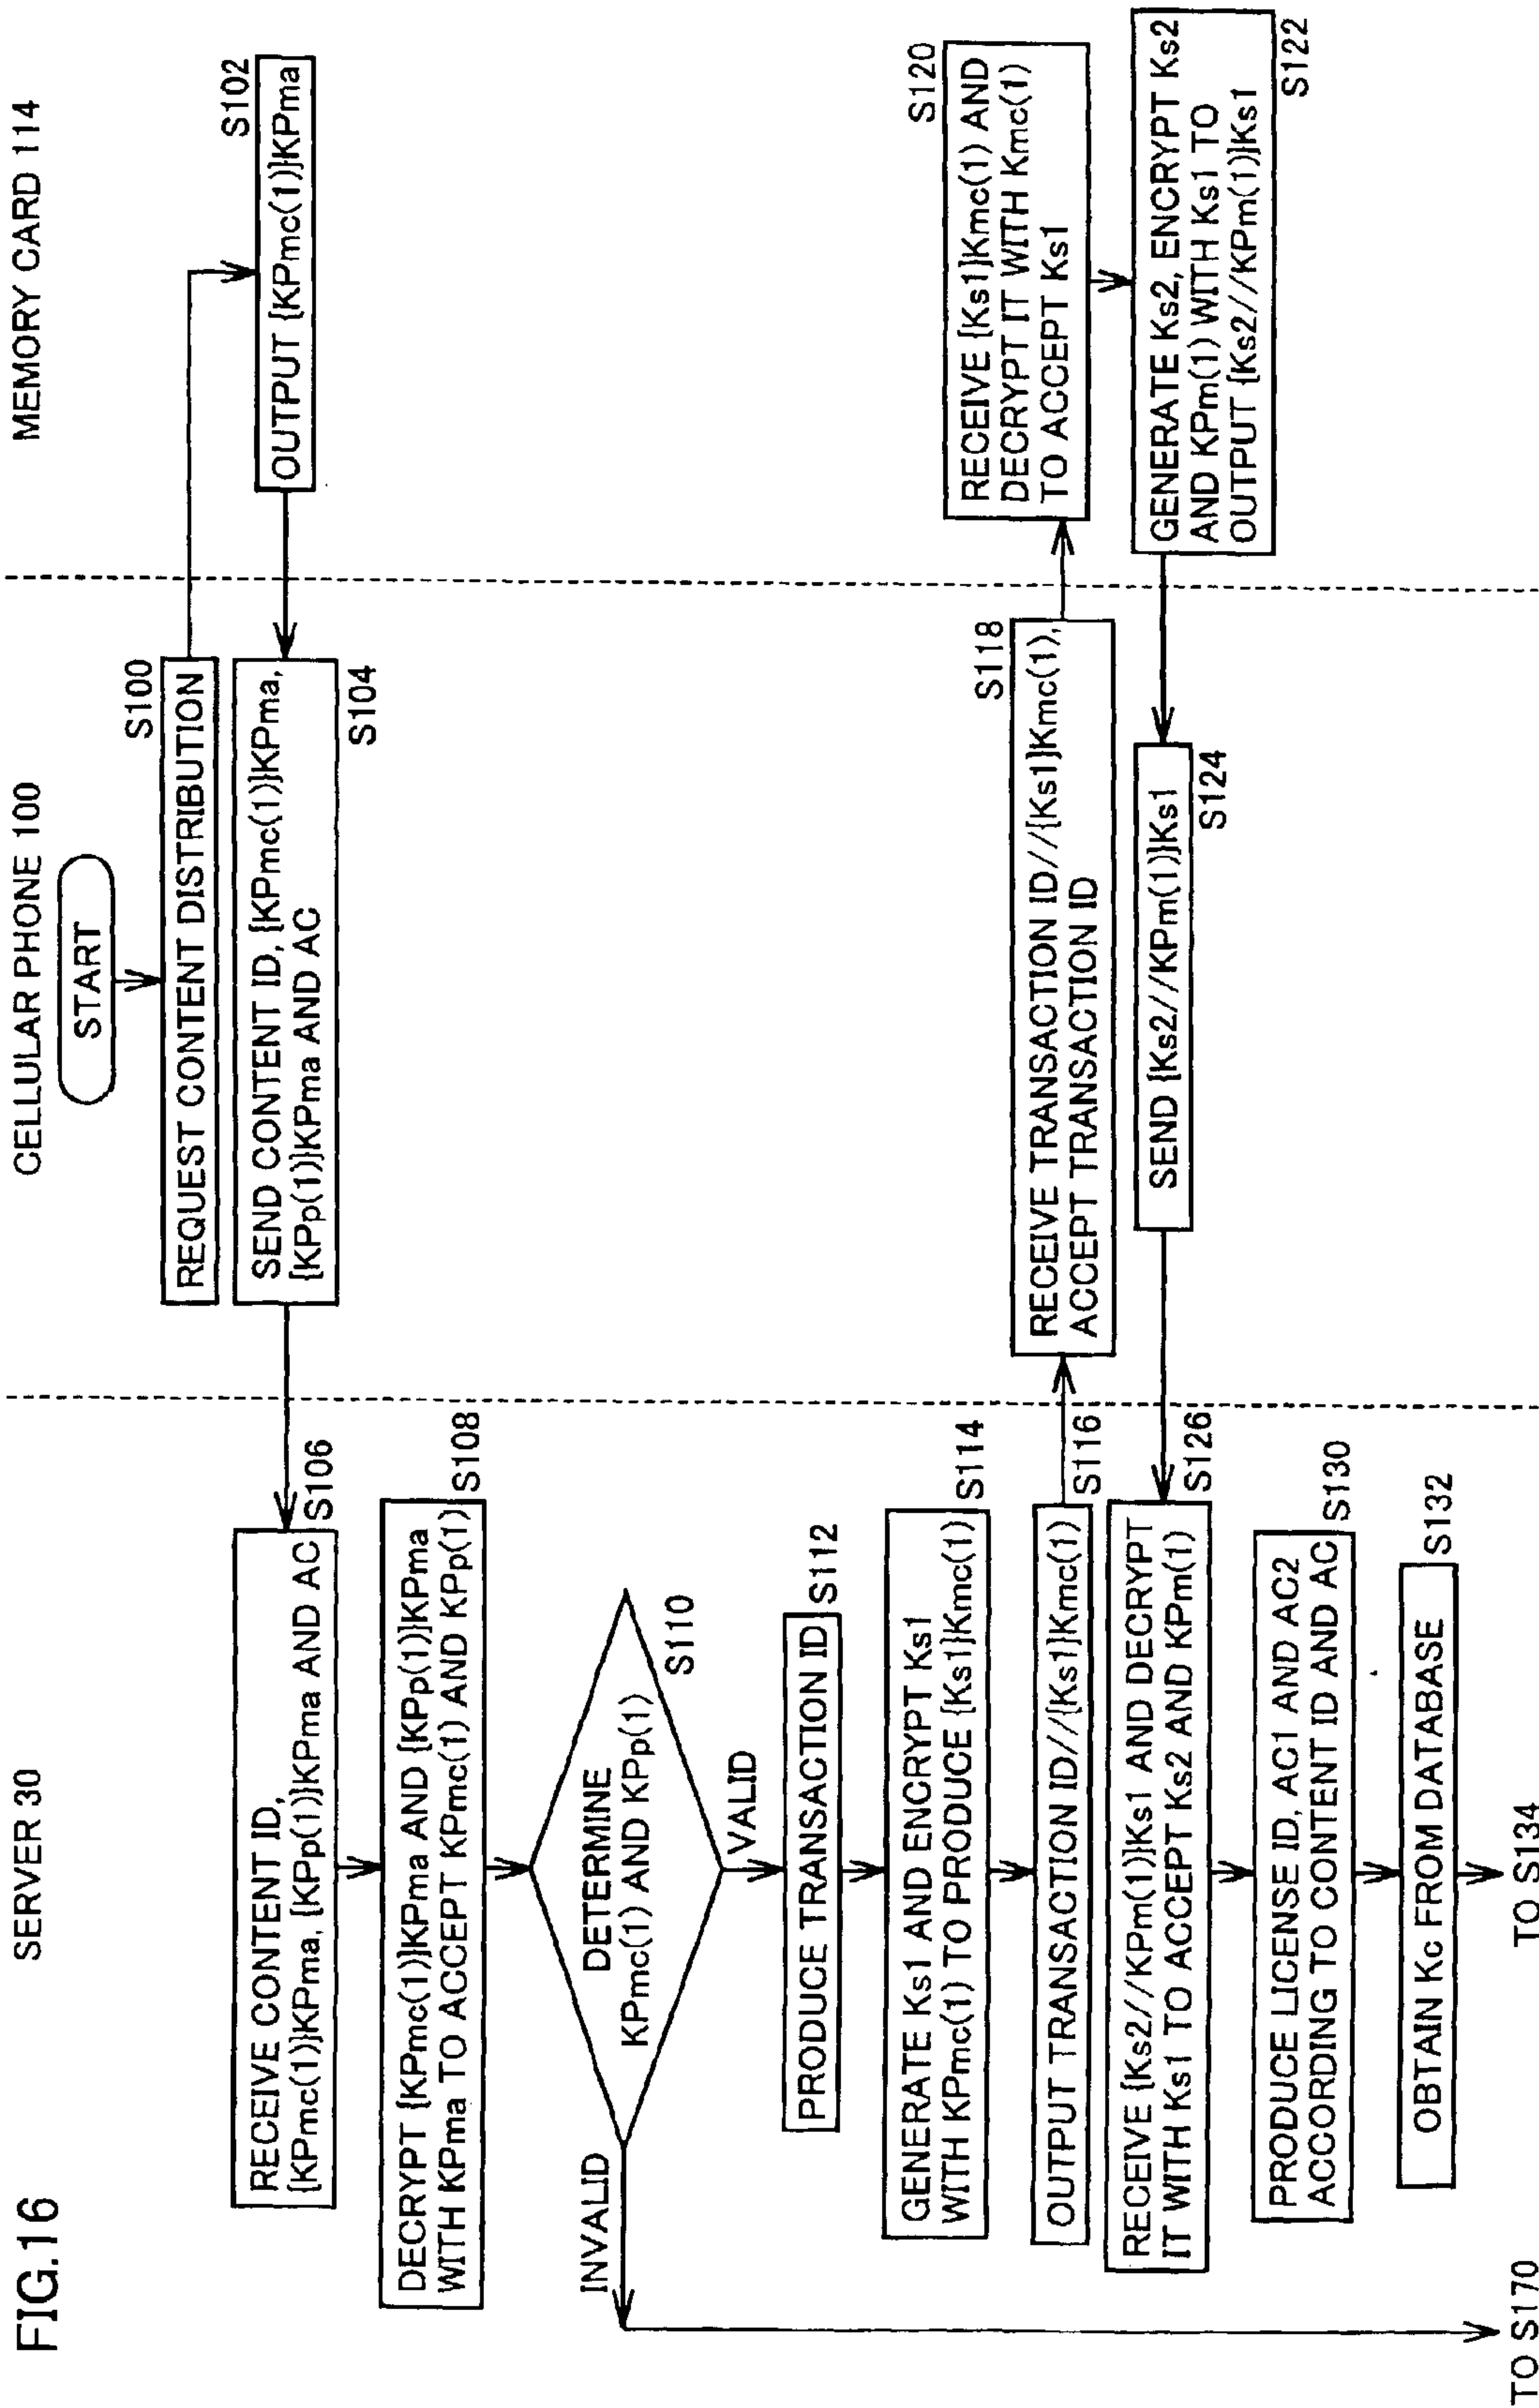 FIG.16
SERVER 30
CELLULAR PHONE 100
MEMORY CARD 114
START
S100
REQUEST CONTENT DISTRIBUTION
S102
OUTPUT {KPmc(1)}KPma
SEND CONTENT ID, {KPmc(1)}KPma,
{KPp(1)}KPma AND AC
S104
RECEIVE CONTENT ID,
{KPmc(1)}KPma, {KPp(1)}KPma AND AC
S106
DECRYPT {KPmc(1)}KPma AND {KPp(1)}KPma
WITH KPma TO ACCEPT KPmc(1) AND KPp(1)
S108
DETERMINE
KPmc(1) AND KPp(1)
S110
INVALID
VALID
PRODUCE TRANSACTION ID
S112
GENERATE Ks1 AND ENCRYPT Ks1
WITH KPmc(1) TO PRODUCE {Ks1}Kmc(1)
S114
OUTPUT TRANSACTION ID//{Ks1}Kmc(1)
S116
S118
RECEIVE TRANSACTION ID//{Ks1}Kmc(1),
ACCEPT TRANSACTION ID
S120
RECEIVE {Ks1}Kmc(1) AND
DECRYPT IT WITH Kmc(1)
TO ACCEPT Ks1
GENERATE Ks2, ENCRYPT Ks2
AND KPm(1) WITH Ks1 TO
OUTPUT {Ks2//KPm(1)}Ks1
S122
SEND {Ks2//KPm(1)}Ks1
S124
RECEIVE {Ks2//KPm(1)}Ks1 AND DECRYPT
IT WITH Ks1 TO ACCEPT Ks2 AND KPm(1)
S126
PRODUCE LICENSE ID, AC1 AND AC2
ACCORDING TO CONTENT ID AND AC
S130
OBTAIN Kc FROM DATABASE
S132
TO S170
TO S134